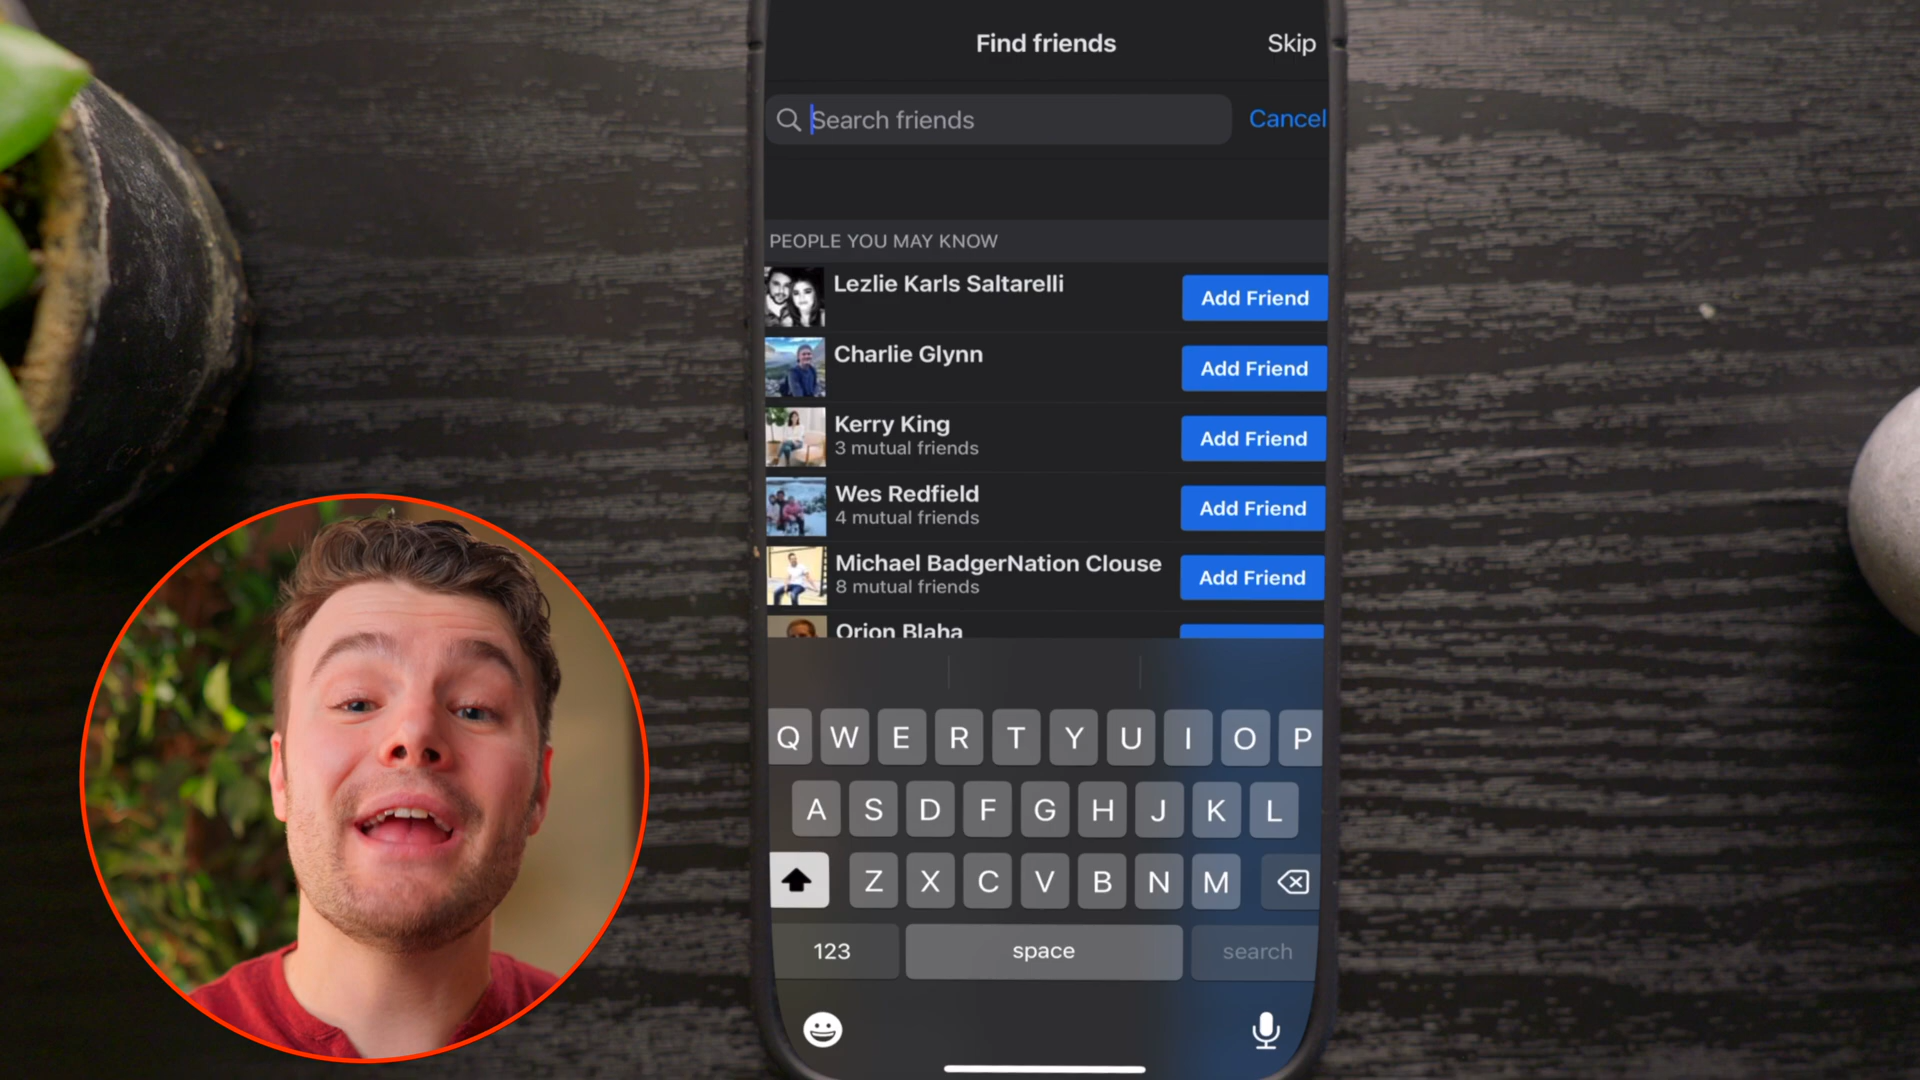 Find friends
Skip
Search friends
Cancel
PEOPLE YOU MAY KNOW
Lezlie Karls Saltarelli
Add Friend
Charlie Glynn
Add Friend
Kerry King
3 mutual friends
Add Friend
Wes Redfield
4 mutual friends
Add Friend
Michael BadgerNation Clouse
8 mutual friends
Add Friend
Orion Blaha
Q W E R T Y U I O P
A S D F G H J K L
Z X C V B N M
123
space
search